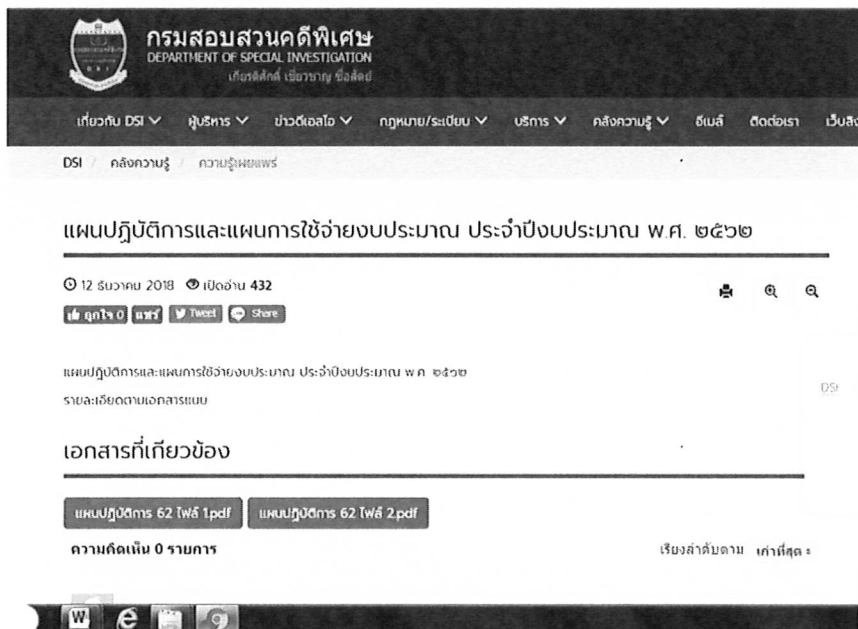 กรมสอบสวนคดีพิเศษ
DEPARTMENT OF SPECIAL INVESTIGATION
เกียรติศักดิ์ เชี่ยวชาญ ซื่อสัตย์
เกี่ยวกับ DSI ผู้บริหาร ข่าวดีเอสไอ กฎหมาย/ระเบียบ บริการ คลังความรู้ อีเมล์ ติดต่อเรา เว็บลิง
DSI / คลังความรู้ / ความรู้เผยแพร่
แผนปฏิบัติการและแผนการใช้จ่ายงบประมาณ ประจำปีงบประมาณ พ.ศ. ๒๕๖๒
12 ธันวาคม 2018 เปิดอ่าน 432
ถูกใจ 0 แชร์ Tweet Share
แผนปฏิบัติการและแผนการใช้จ่ายงบประมาณ ประจำปีงบประมาณ พ.ศ. ๒๕๖๒
รายละเอียดตามเอกสารแนบ
DSI
เอกสารที่เกี่ยวข้อง
แผนปฏิบัติการ 62 ไฟล์ 1.pdf แผนปฏิบัติการ 62 ไฟล์ 2.pdf
ความคิดเห็น 0 รายการ เรียงลำดับตาม เก่าที่สุด